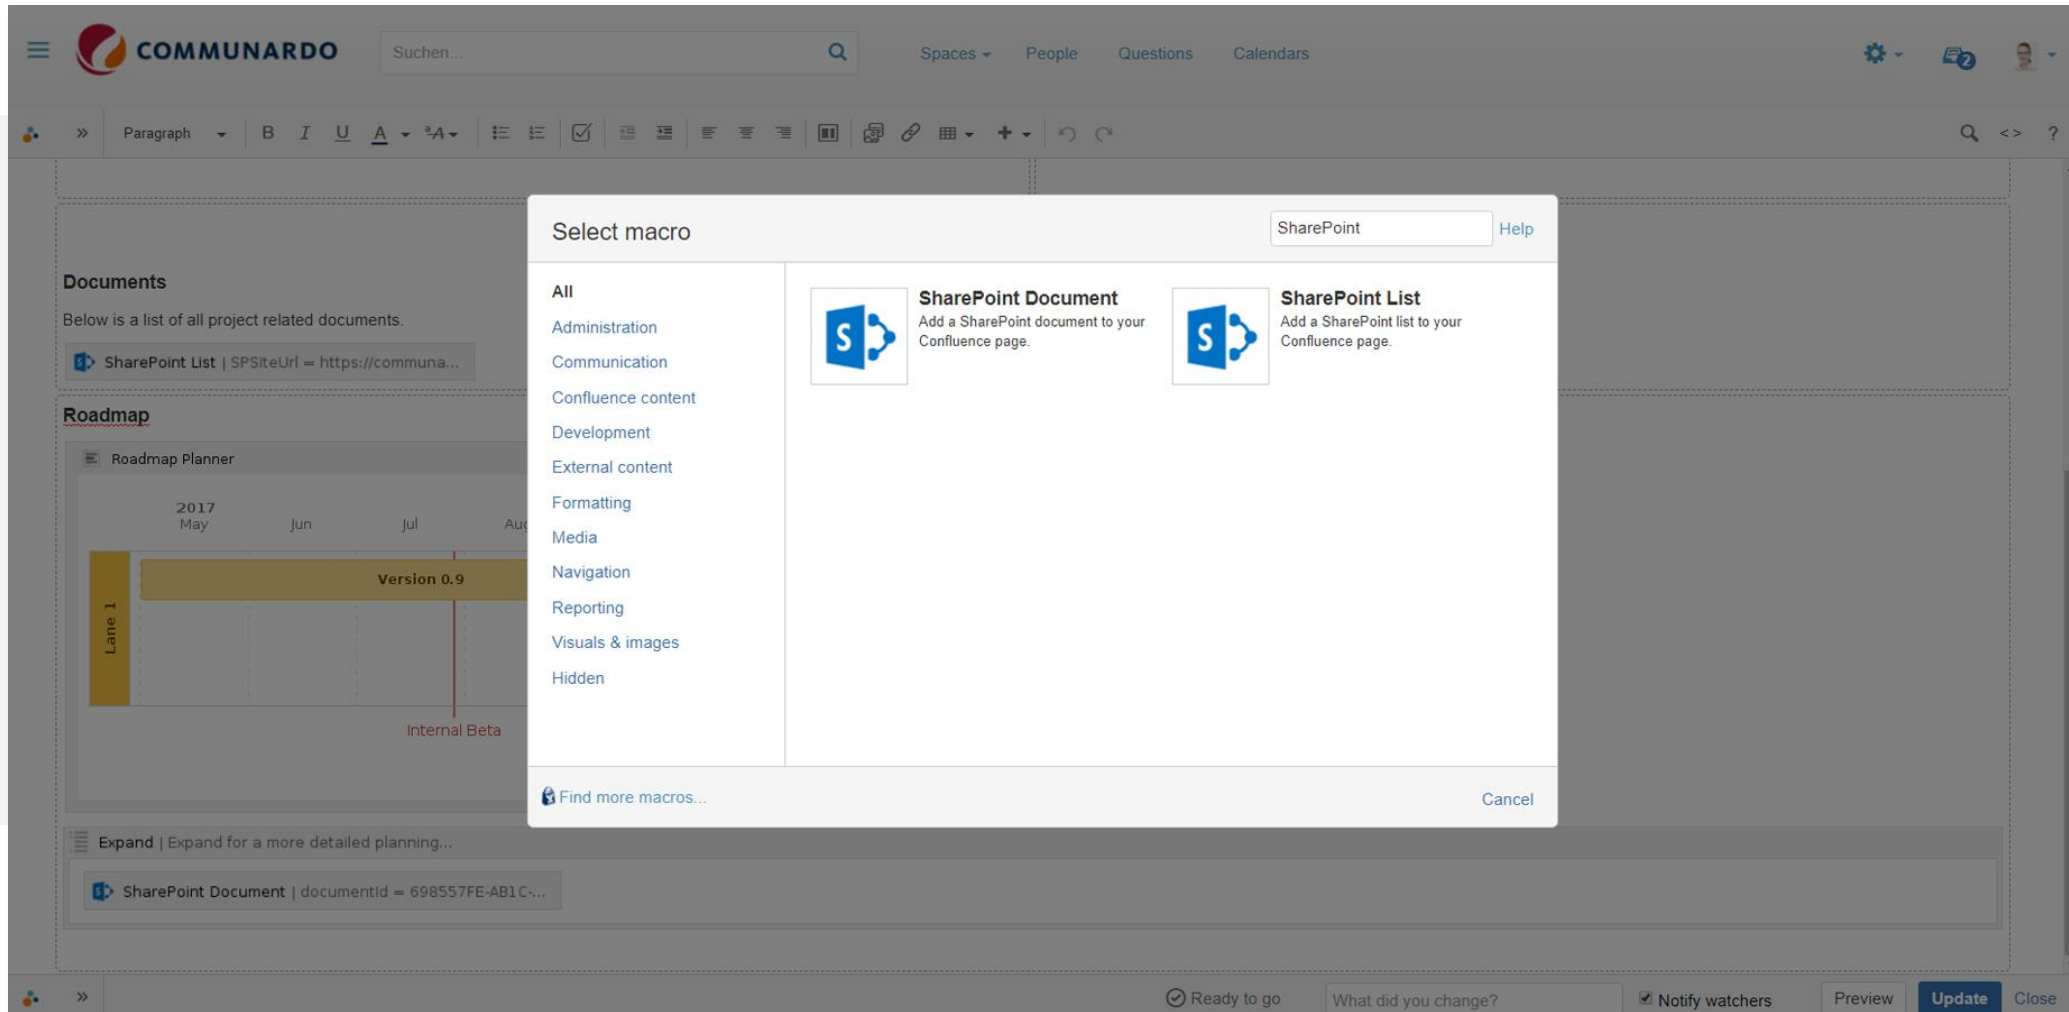 COMMUNARDO
Suchen...
Spaces
People
Questions
Calendars
2
Paragraph
B I U A
?
Select macro
SharePoint
Help
All
Administration
Communication
Confluence content
Development
External content
Formatting
Media
Navigation
Reporting
Visuals & images
Hidden
SharePoint Document
Add a SharePoint document to your
Confluence page.
SharePoint List
Add a SharePoint list to your
Confluence page.
Find more macros...
Cancel
Documents
Below is a list of all project related documents.
SharePoint List | SPSiteUrl = https://communa...
Roadmap
Roadmap Planner
2017
May Jun Jul
Version 0.9
Lane 1
Internal Beta
Expand | Expand for a more detailed planning...
SharePoint Document | documentId = 698557FE-AB1C-...
Ready to go
What did you change?
Notify watchers
Preview
Update
Close